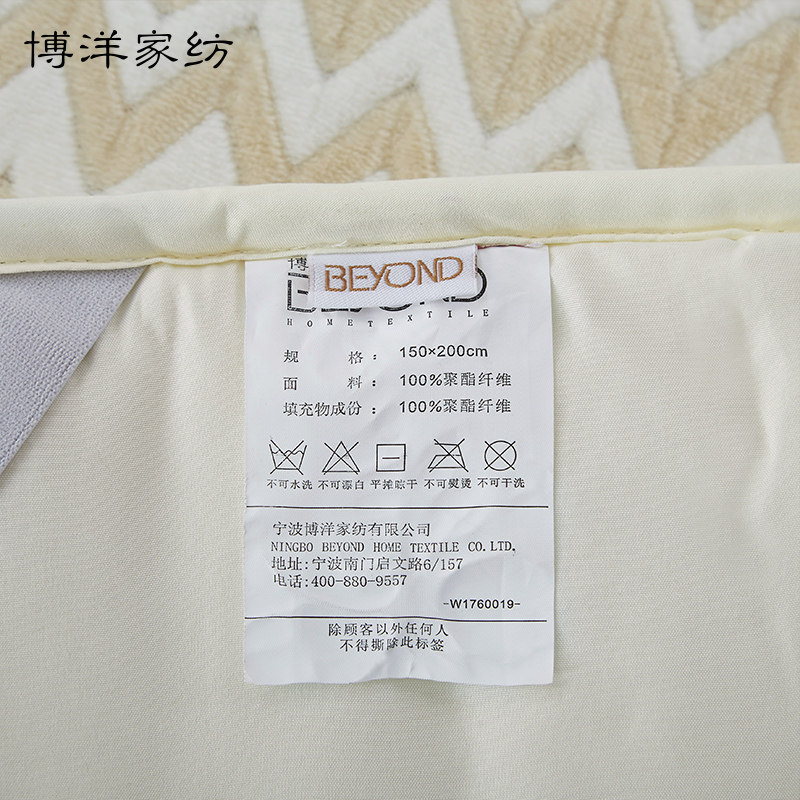 博洋家纺
BEYOND
博
BEYOND
HOMETEXTILE
规格：150×200cm
面料：100%聚酯纤维
填充物成份：100%聚酯纤维
不可水洗 不可漂白 平摊晾干 不可熨烫 不可干洗
宁波博洋家纺有限公司
NINGBO BEYOND HOME TEXTILE CO.LTD.
地址:宁波南门启文路6/157
电话:400-880-9557
-W1760019-
除顾客以外任何人
不得撕除此标签